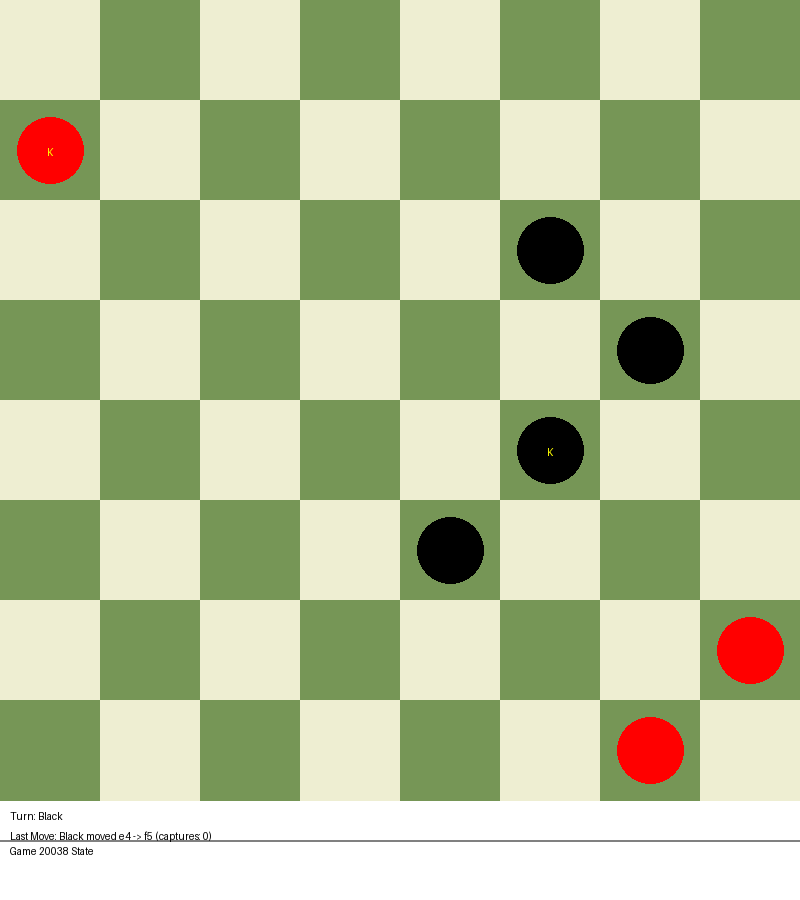 K
K
Turn: Black
Last Move: Black moved e4 -> f5 (captures: 0)
Game 20038 State